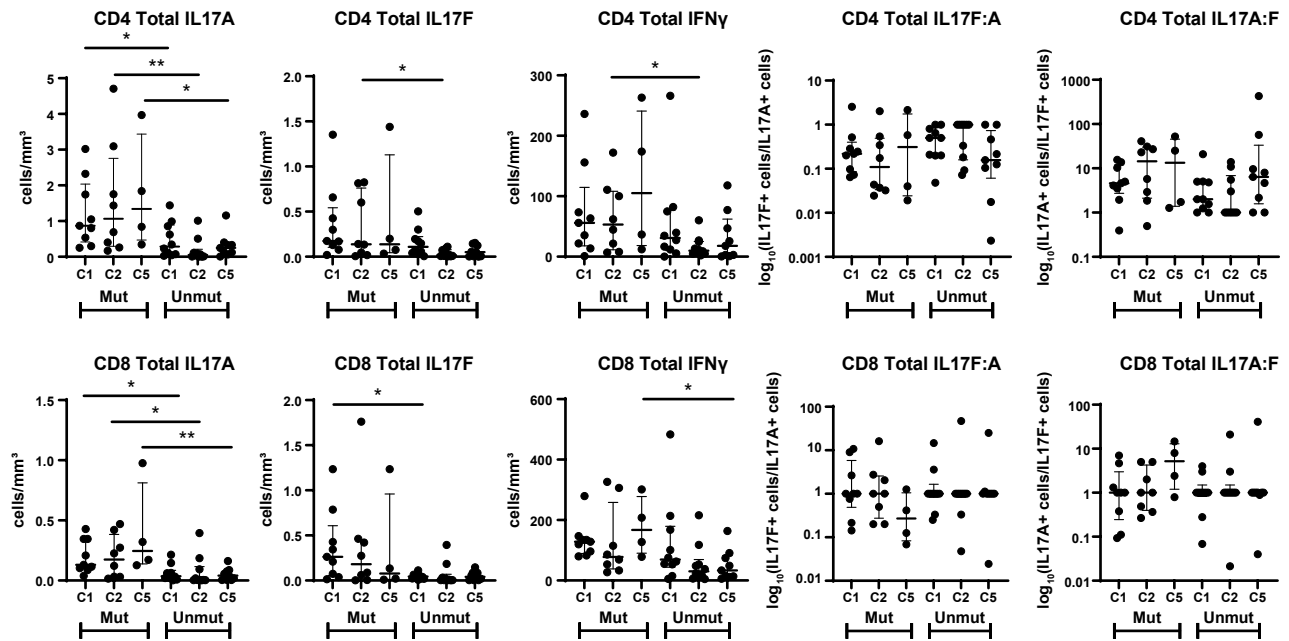 CD4 Total IL17A
cells/mm³
5
4
3
2
1
0
*
**
*
C1 C2 C5 C1 C2 C5
Mut Unmut
CD4 Total IL17F
cells/mm³
2.0
1.5
1.0
0.5
0.0
*
C1 C2 C5 C1 C2 C5
Mut Unmut
CD4 Total IFNγ
cells/mm³
300
200
100
0
*
C1 C2 C5 C1 C2 C5
Mut Unmut
CD4 Total IL17F:A
log₁₀(IL17F+ cells/IL17A+ cells)
10
1
0.1
0.01
0.001
C1 C2 C5 C1 C2 C5
Mut Unmut
CD4 Total IL17A:F
log₁₀(IL17A+ cells/IL17F+ cells)
1000
100
10
1
0.1
C1 C2 C5 C1 C2 C5
Mut Unmut
CD8 Total IL17A
cells/mm³
1.5
1.0
0.5
0.0
*
*
**
C1 C2 C5 C1 C2 C5
Mut Unmut
CD8 Total IL17F
cells/mm³
2.0
1.5
1.0
0.5
0.0
*
C1 C2 C5 C1 C2 C5
Mut Unmut
CD8 Total IFNγ
cells/mm³
600
400
200
0
*
C1 C2 C5 C1 C2 C5
Mut Unmut
CD8 Total IL17F:A
log₁₀(IL17F+ cells/IL17A+ cells)
100
10
1
0.1
0.01
C1 C2 C5 C1 C2 C5
Mut Unmut
CD8 Total IL17A:F
log₁₀(IL17A+ cells/IL17F+ cells)
100
10
1
0.1
0.01
C1 C2 C5 C1 C2 C5
Mut Unmut